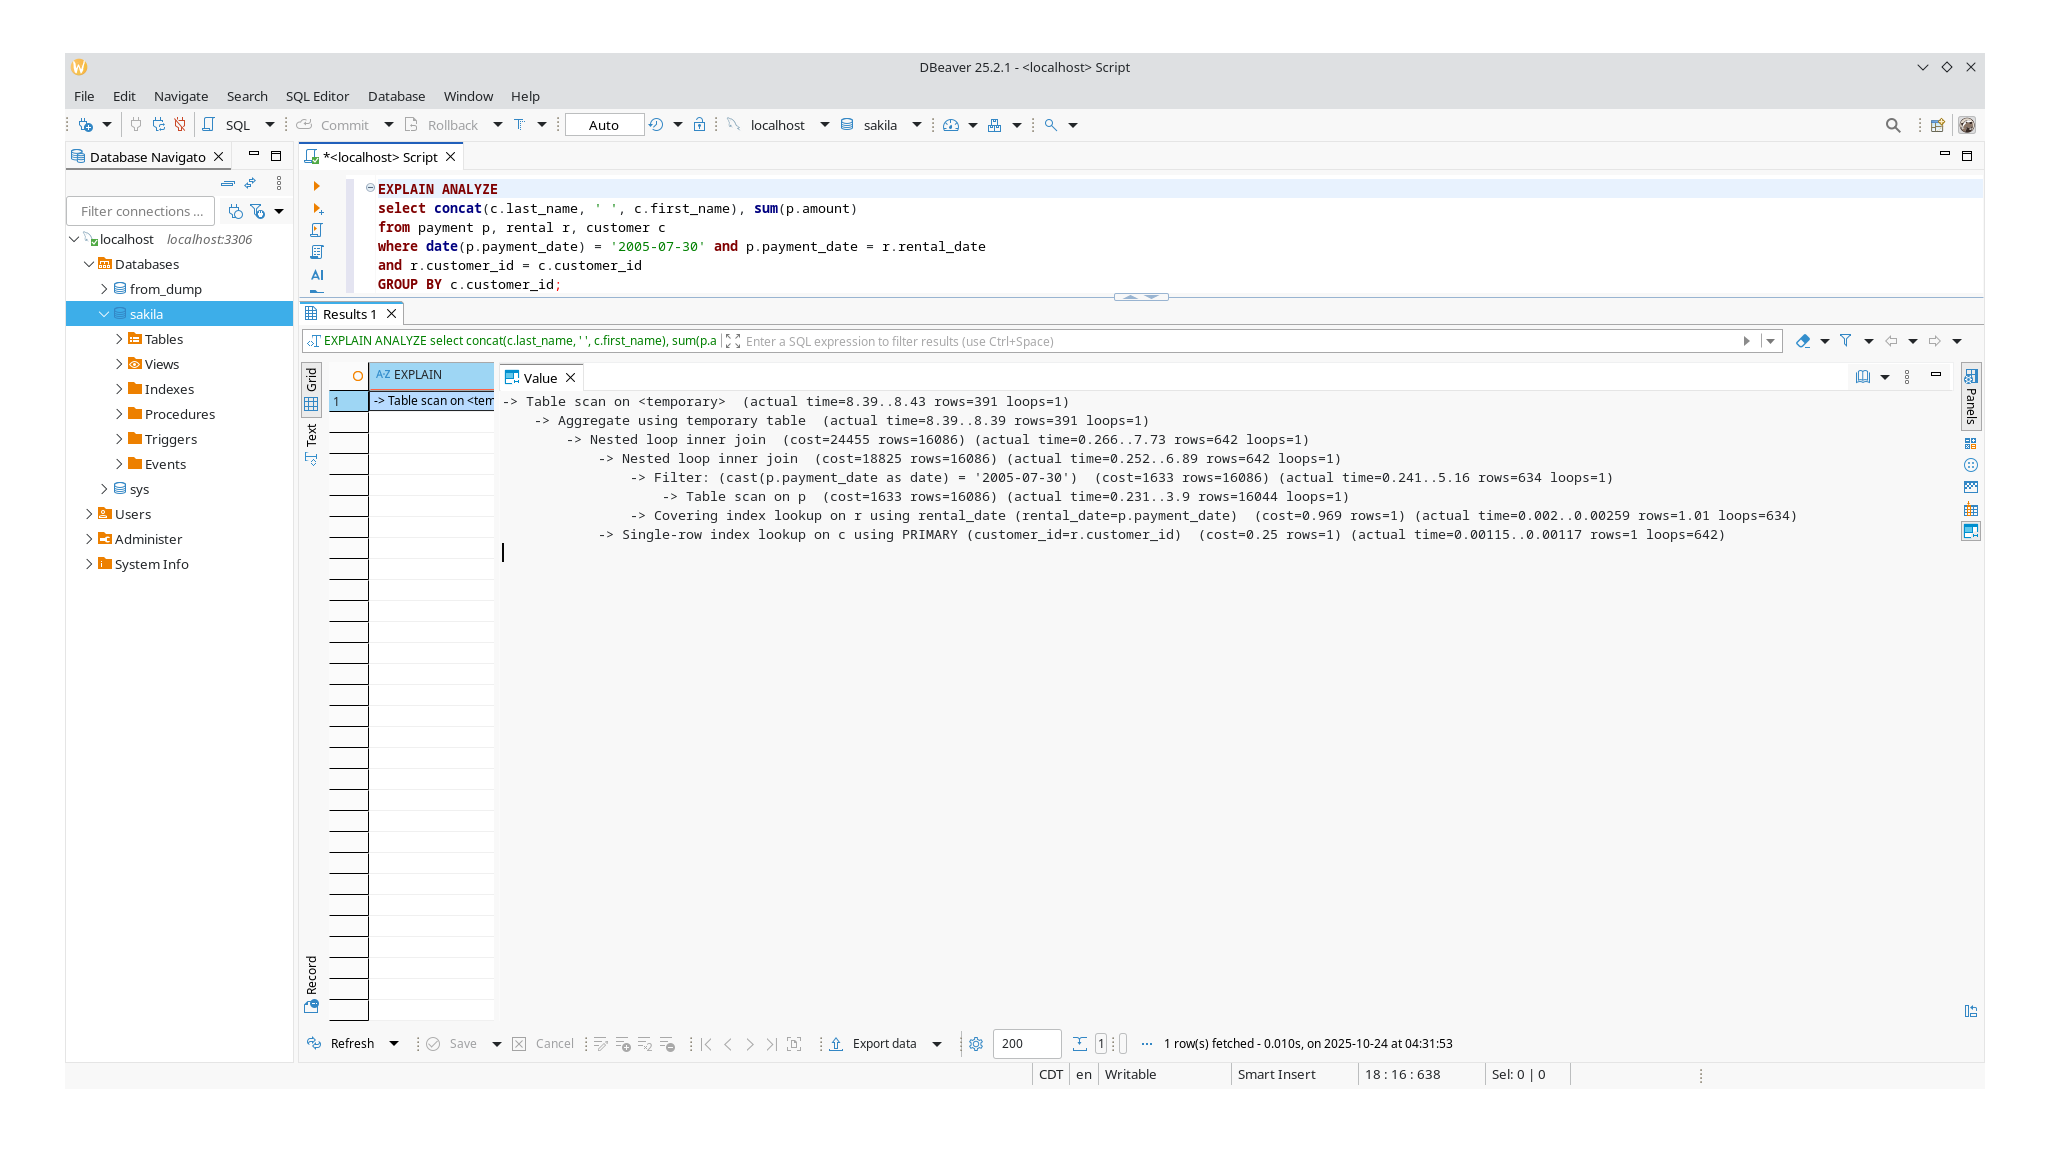 DBeaver 25.2.1 - <localhost> Script
File Edit Navigate Search SQL Editor Database Window Help
SQL Commit Rollback Auto localhost sakila
Database Navigato
*<localhost> Script
Filter connections ...
localhost localhost:3306
Databases
from_dump
sakila
Tables
Views
Indexes
Procedures
Triggers
Events
sys
Users
Administer
System Info
AI
EXPLAIN ANALYZE
select concat(c.last_name, ' ', c.first_name), sum(p.amount)
from payment p, rental r, customer c
where date(p.payment_date) = '2005-07-30' and p.payment_date = r.rental_date
and r.customer_id = c.customer_id
GROUP BY c.customer_id;
Results 1
EXPLAIN ANALYZE select concat(c.last_name, ' ', c.first_name), sum(p.a
Enter a SQL expression to filter results (use Ctrl+Space)
Grid
Text
Record
A-Z EXPLAIN
1 -> Table scan on <tem
Value
Panels
-> Table scan on <temporary> (actual time=8.39..8.43 rows=391 loops=1)
-> Aggregate using temporary table (actual time=8.39..8.39 rows=391 loops=1)
-> Nested loop inner join (cost=24455 rows=16086) (actual time=0.266..7.73 rows=642 loops=1)
-> Nested loop inner join (cost=18825 rows=16086) (actual time=0.252..6.89 rows=642 loops=1)
-> Filter: (cast(p.payment_date as date) = '2005-07-30') (cost=1633 rows=16086) (actual time=0.241..5.16 rows=634 loops=1)
-> Table scan on p (cost=1633 rows=16086) (actual time=0.231..3.9 rows=16044 loops=1)
-> Covering index lookup on r using rental_date (rental_date=p.payment_date) (cost=0.969 rows=1) (actual time=0.002..0.00259 rows=1.01 loops=634)
-> Single-row index lookup on c using PRIMARY (customer_id=r.customer_id) (cost=0.25 rows=1) (actual time=0.00115..0.00117 rows=1 loops=642)
Refresh Save Cancel Export data 200 1 ... 1 row(s) fetched - 0.010s, on 2025-10-24 at 04:31:53
CDT en Writable Smart Insert 18 : 16 : 638 Sel: 0 | 0